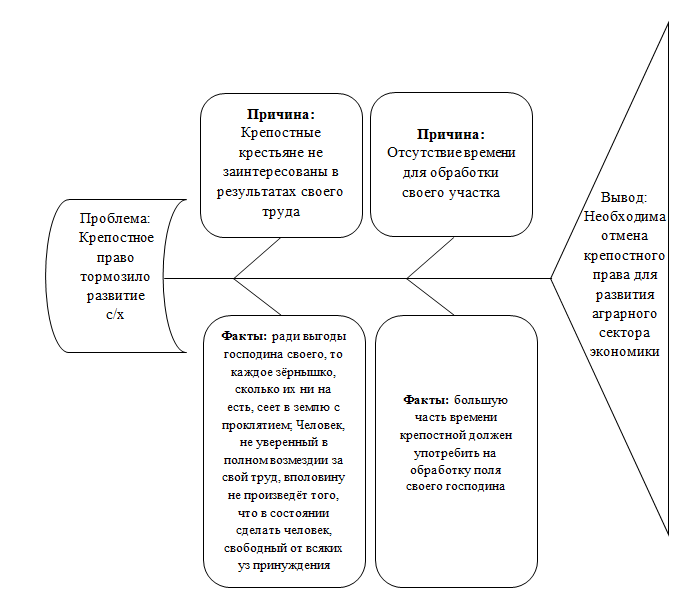 Проблема:
Крепостное
право
тормозило
развитие
с/х
Причина:
Крепостные
крестьяне не
заинтересованы в
результатах своего
труда
Причина:
Отсутствие времени
для обработки
своего участка
Факты: ради выгоды
господина своего, то
каждое зёрнышко,
сколько их ни на
есть, сеет в землю с
проклятием; Человек,
не уверенный в
полном возмездии за
свой труд, вполовину
не произведёт того,
что в состоянии
сделать человек,
свободный от всяких
уз принуждения
Факты: большую
часть времени
крепостной должен
употребить на
обработку поля
своего господина
Вывод:
Необходима
отмена
крепостного
права для
развития
аграрного
сектора
экономики